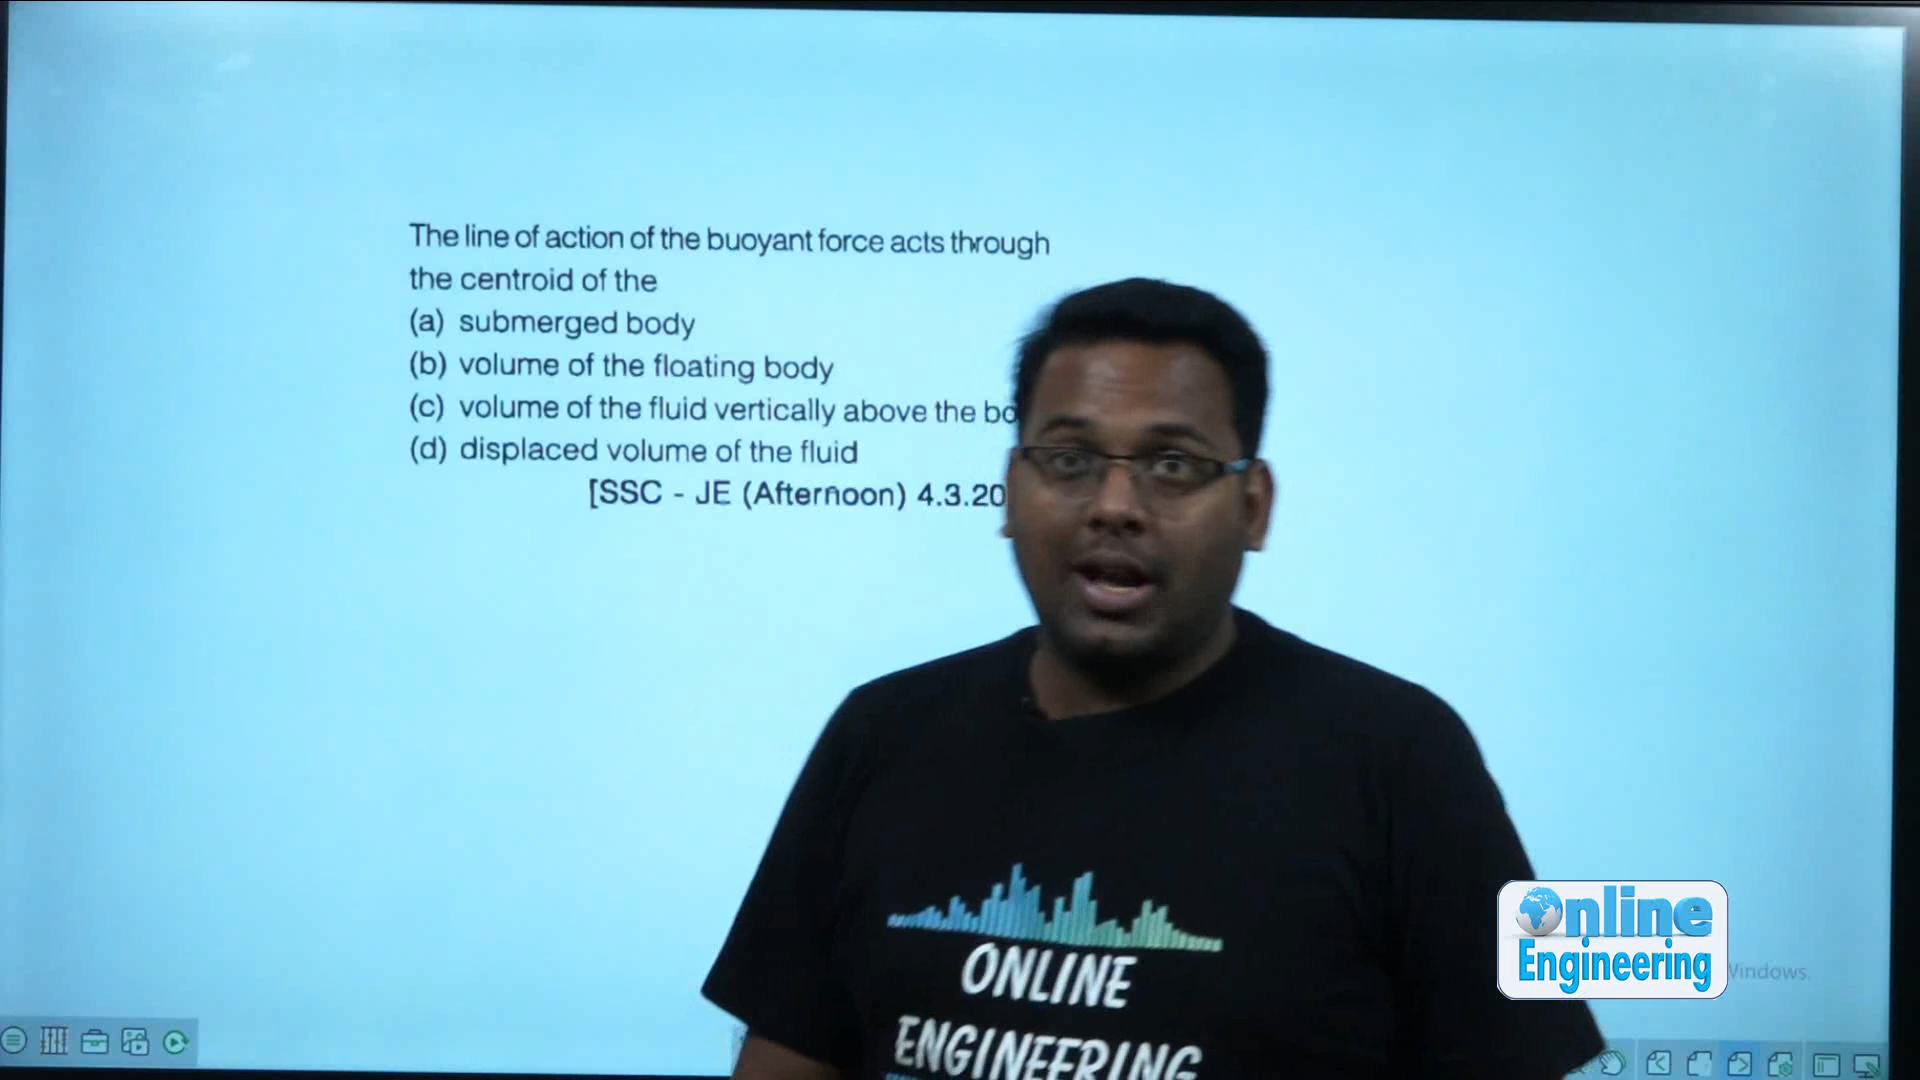 The line of action of the buoyant force acts through
the centroid of the
(a) submerged body
(b) volume of the floating body
(c) volume of the fluid vertically above the
(d) displaced volume of the fluid
[SSC - JE (Afternoon) 4.3.20
ONLINE
ENGINEERING
Online
Engineering
Windows.